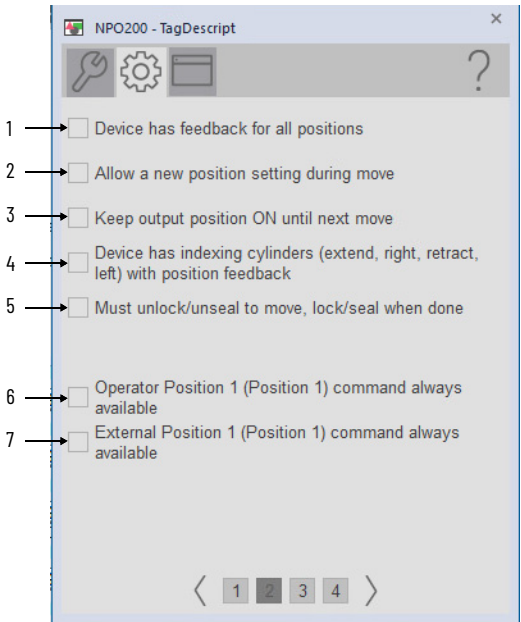 NPO200 - TagDescript
×
?
1 Device has feedback for all positions
2 Allow a new position setting during move
3 Keep output position ON until next move
4 Device has indexing cylinders (extend, right, retract,
left) with position feedback
5 Must unlock/unseal to move, lock/seal when done
6 Operator Position 1 (Position 1) command always
available
7 External Position 1 (Position 1) command always
available
1 2 3 4